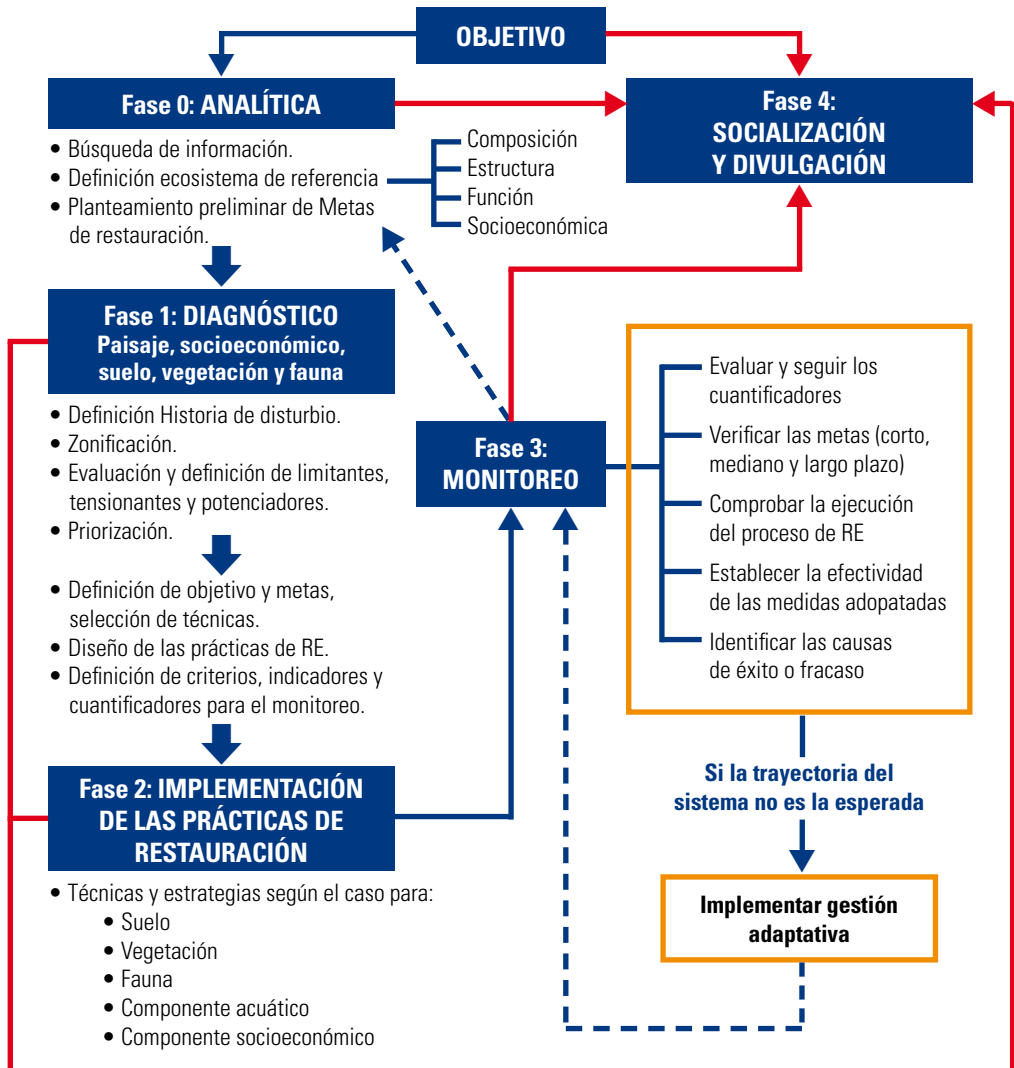 OBJETIVO
Fase 0: ANALÍTICA
• Búsqueda de información.
• Definición ecosistema de referencia
• Planteamiento preliminar de Metas
de restauración.
Composición
Estructura
Función
Socioeconómica
Fase 4:
SOCIALIZACIÓN
Y DIVULGACIÓN
Fase 1: DIAGNÓSTICO
Paisaje, socioeconómico,
suelo, vegetación y fauna
• Definición Historia de disturbio.
• Zonificación.
• Evaluación y definición de limitantes,
tensionantes y potenciadores.
• Priorización.
• Definición de objetivo y metas,
selección de técnicas.
• Diseño de las prácticas de RE.
• Definición de criterios, indicadores y
cuantificadores para el monitoreo.
Fase 2: IMPLEMENTACIÓN
DE LAS PRÁCTICAS DE
RESTAURACIÓN
• Técnicas y estrategias según el caso para:
• Suelo
• Vegetación
• Fauna
• Componente acuático
• Componente socioeconómico
Fase 3:
MONITOREO
Evaluar y seguir los
cuantificadores
Verificar las metas (corto,
mediano y largo plazo)
Comprobar la ejecución
del proceso de RE
Establecer la efectividad
de las medidas adopatadas
Identificar las causas
de éxito o fracaso
Si la trayectoria del
sistema no es la esperada
Implementar gestión
adaptativa